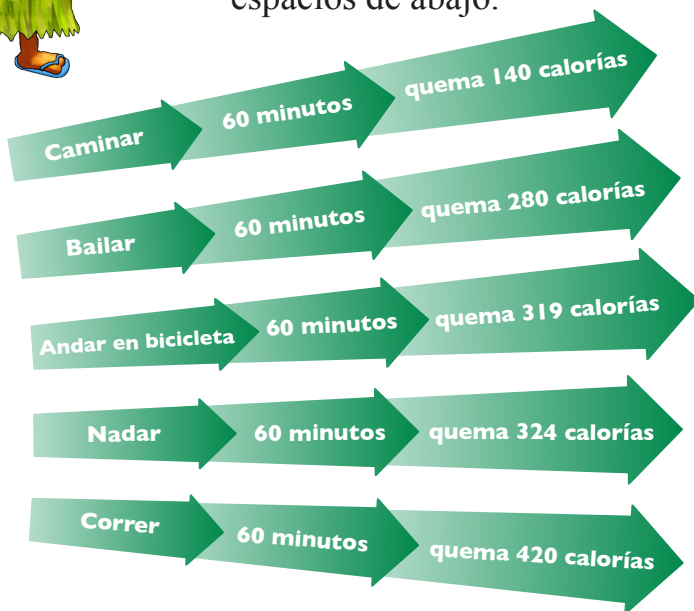 espacios de abajo.
Caminar 60 minutos quema 140 calorías
Bailar 60 minutos quema 280 calorías
Andar en bicicleta 60 minutos quema 319 calorías
Nadar 60 minutos quema 324 calorías
Correr 60 minutos quema 420 calorías